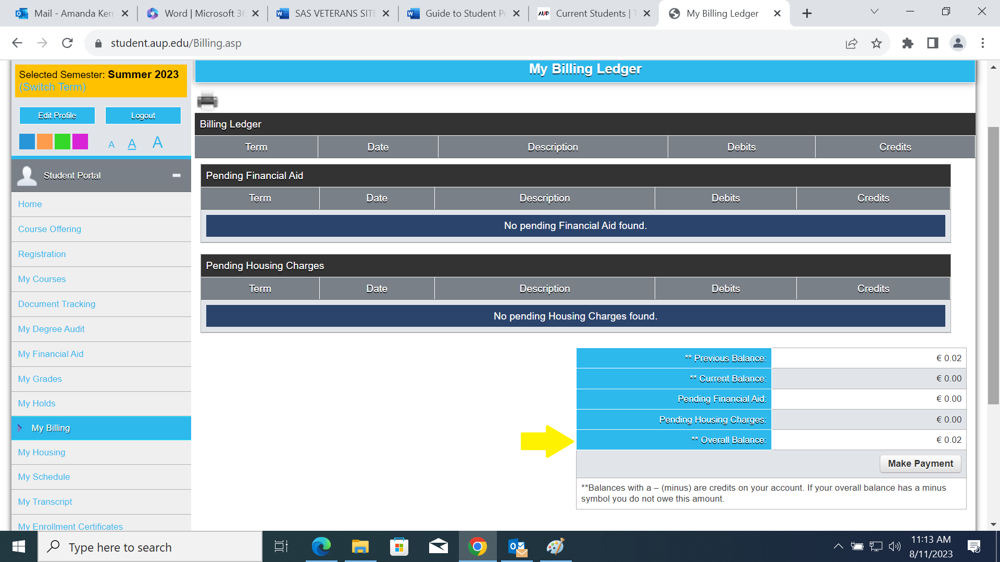 Mail - Amanda Kerr
Word | Microsoft 36
SAS VETERANS SITE
Guide to Student Po
AUP Current Students | T
My Billing Ledger
student.aup.edu/Billing.asp
Selected Semester: Summer 2023
(Switch Term)
Edit Profile
Logout
A A A
Student Portal
Home
Course Offering
Registration
My Courses
Document Tracking
My Degree Audit
My Financial Aid
My Grades
My Holds
My Billing
My Housing
My Schedule
My Transcript
My Enrollment Certificates
My Billing Ledger
Billing Ledger
Term Date Description Debits Credits
Pending Financial Aid
Term Date Description Debits Credits
No pending Financial Aid found.
Pending Housing Charges
Term Date Description Debits Credits
No pending Housing Charges found.
** Previous Balance: € 0.02
** Current Balance: € 0.00
Pending Financial Aid: € 0.00
Pending Housing Charges: € 0.00
** Overall Balance: € 0.02
Make Payment
**Balances with a – (minus) are credits on your account. If your overall balance has a minus
symbol you do not owe this amount.
Type here to search
11:13 AM
8/11/2023